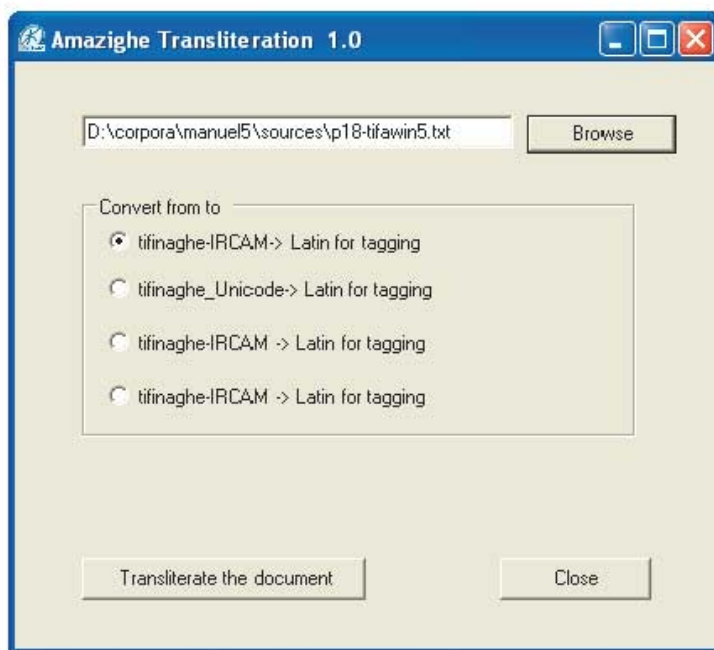 Amazighe Transliteration 1.0
D:\corpora\manuel5\sources\p18-tifawin5.txt Browse
Convert from to
tifinaghe-IRCAM-> Latin for tagging
tifinaghe_Unicode-> Latin for tagging
tifinaghe-IRCAM -> Latin for tagging
tifinaghe-IRCAM -> Latin for tagging
Transliterate the document Close